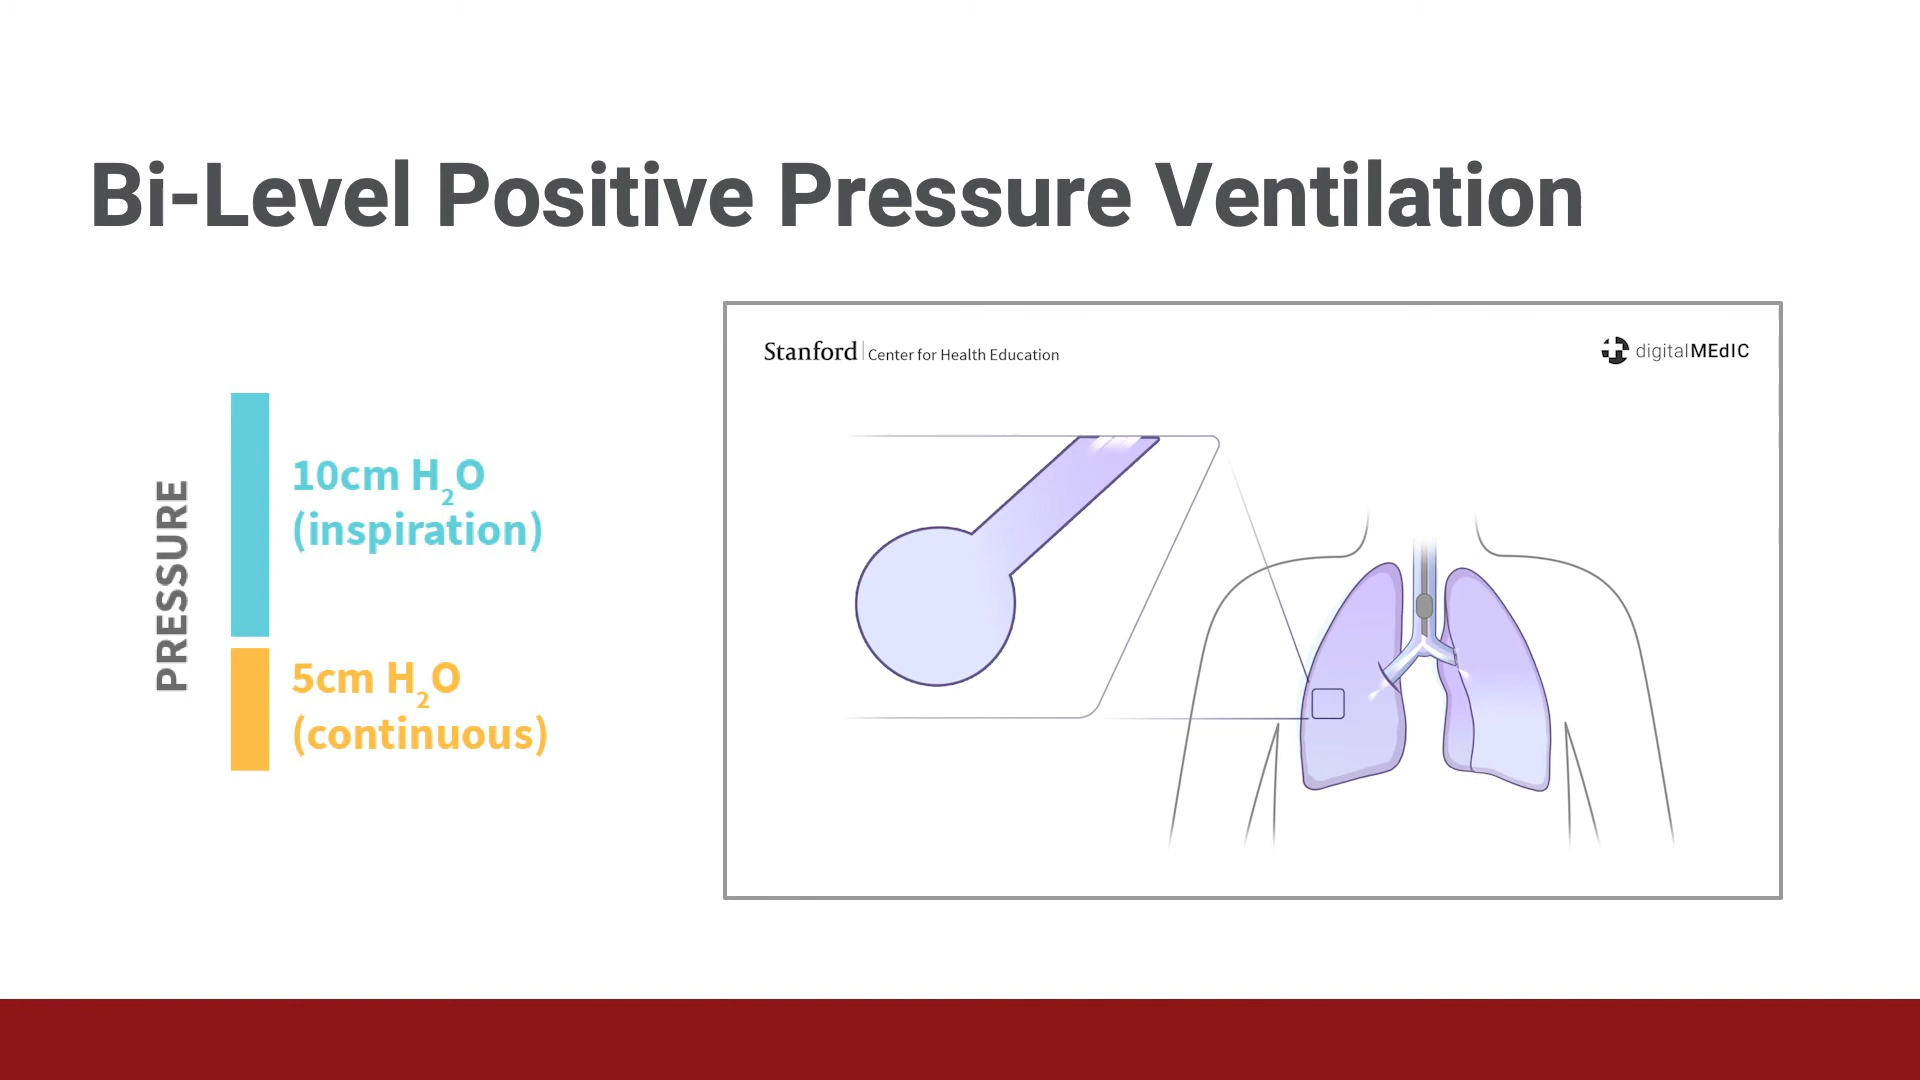 Bi-Level Positive Pressure Ventilation
PRESSURE
10cm H₂O
(inspiration)
5cm H₂O
(continuous)
Stanford Center for Health Education
digitalMEdIC